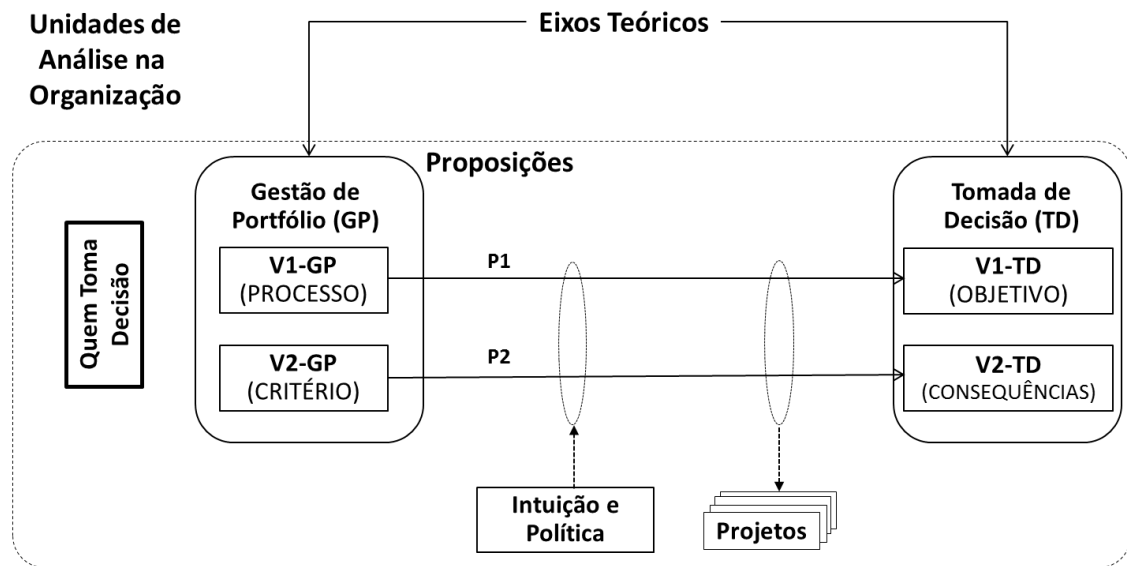 Unidades de
Análise na
Organização
Eixos Teóricos
Proposições
Quem Toma
Decisão
Gestão de
Portfólio (GP)
V1-GP
(PROCESSO)
V2-GP
(CRITÉRIO)
P1
P2
Intuição e
Política
Projetos
Tomada de
Decisão (TD)
V1-TD
(OBJETIVO)
V2-TD
(CONSEQUÊNCIAS)